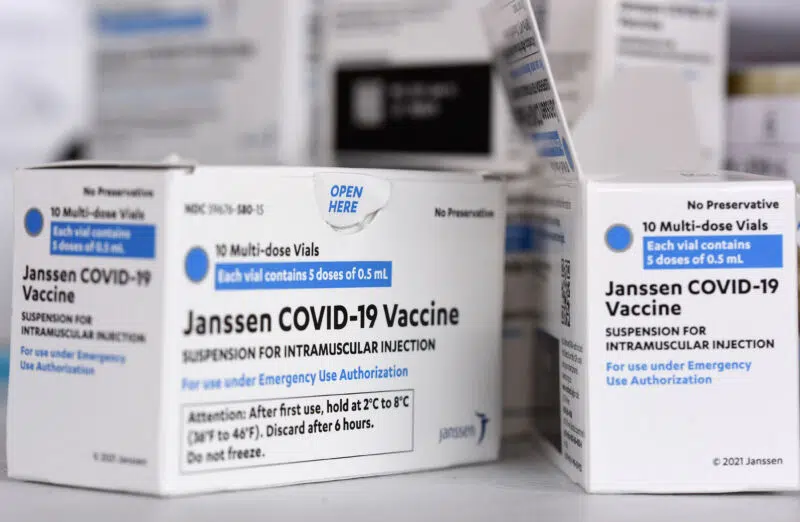 No Preservative
10 Multi-dose Vials
Each vial contains
5 doses of 0.5 mL
Janssen COVID-19
Vaccine
SUSPENSION FOR
INTRAMUSCULAR INJECTION
For use under Emergency
Use Authorization
© 2021 Janssen
NDC 59676-580-15
OPEN
HERE
No Preservative
10 Multi-dose Vials
Each vial contains 5 doses of 0.5 mL
Janssen COVID-19 Vaccine
SUSPENSION FOR INTRAMUSCULAR INJECTION
For use under Emergency Use Authorization
Attention: After first use, hold at 2°C to 8°C
(36°F to 46°F). Discard after 6 hours.
Do not freeze.
janssen
No Preservative
10 Multi-dose Vials
Each vial contains
5 doses of 0.5 mL
Janssen COVID-19
Vaccine
SUSPENSION FOR
INTRAMUSCULAR INJECTION
For use under Emergency
Use Authorization
© 2021 Janssen